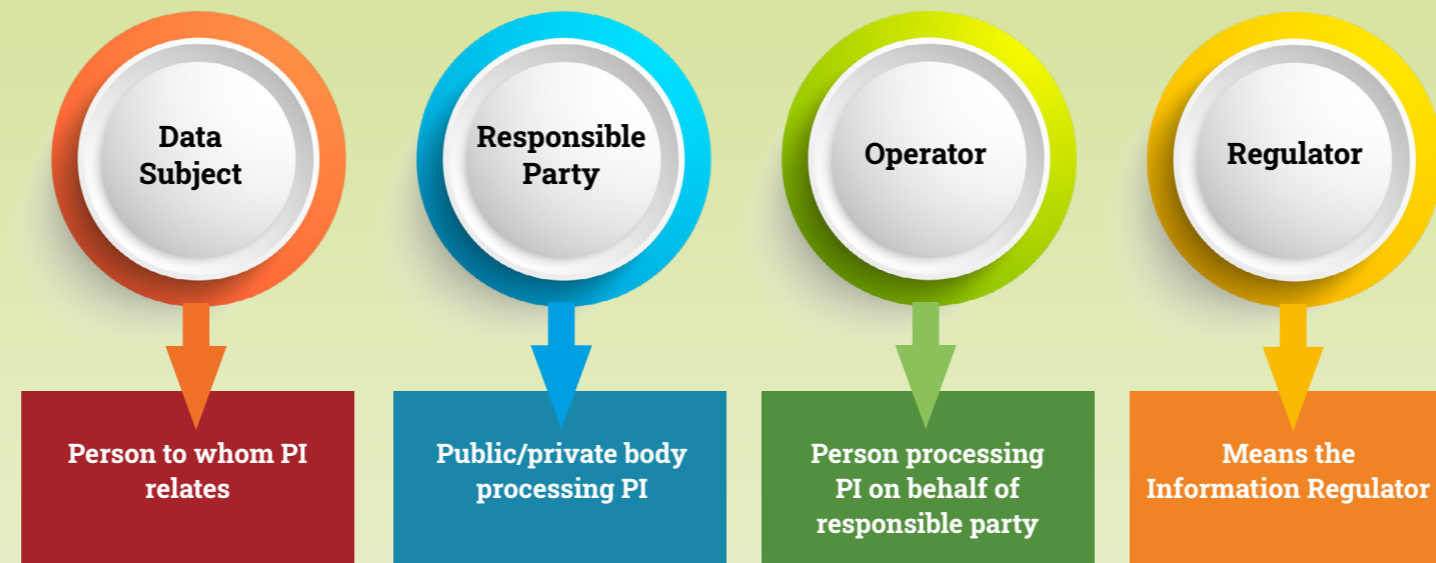 Data
Subject
Responsible
Party
Operator
Regulator
Person to whom PI
relates
Public/private body
processing PI
Person processing
PI on behalf of
responsible party
Means the
Information Regulator